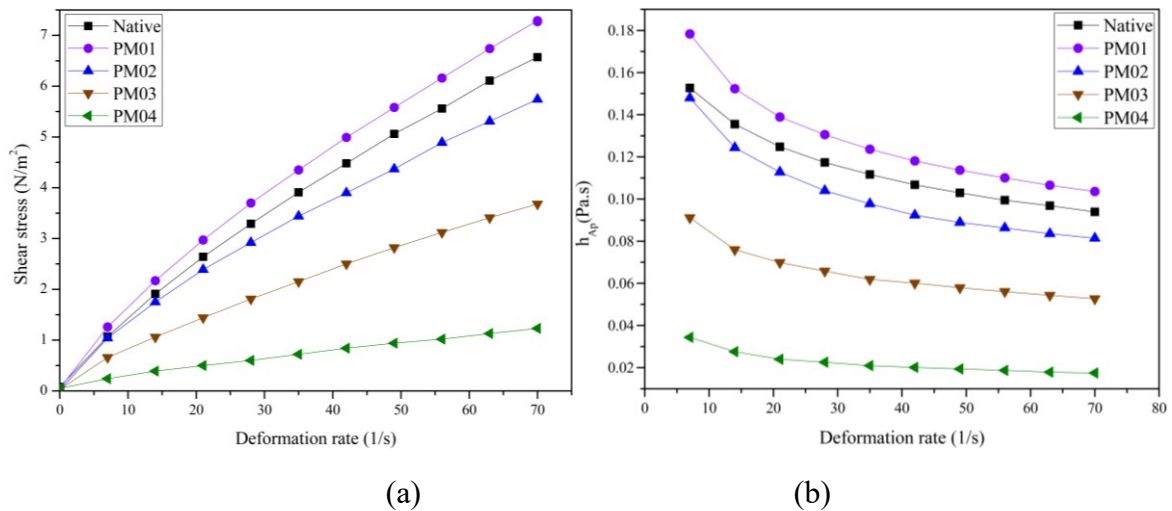 Native
PM01
PM02
PM03
PM04
7
6
5
4
3
2
1
0
Shear stress (N/m²)
0 10 20 30 40 50 60 70
Deformation rate (1/s)
(a)
Native
PM01
PM02
PM03
PM04
0.18
0.16
0.14
0.12
0.10
0.08
0.06
0.04
0.02
h_Ap(Pa.s)
0 10 20 30 40 50 60 70 80
Deformation rate (1/s)
(b)